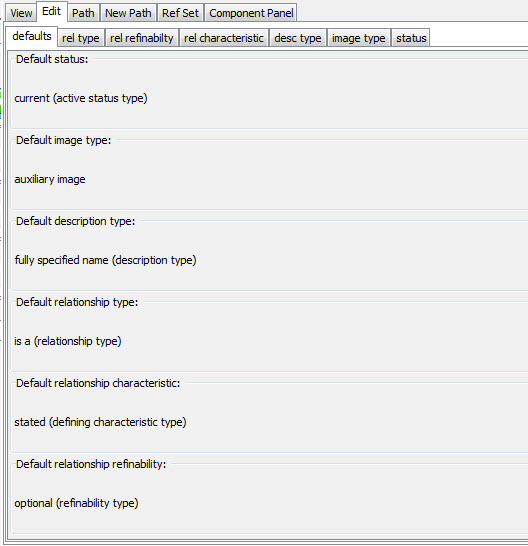 View Edit Path New Path Ref Set Component Panel
defaults rel type rel refinabilty rel characteristic desc type image type status
Default status:
current (active status type)
Default image type:
auxiliary image
Default description type:
fully specified name (description type)
Default relationship type:
is a (relationship type)
Default relationship characteristic:
stated (defining characteristic type)
Default relationship refinability:
optional (refinability type)